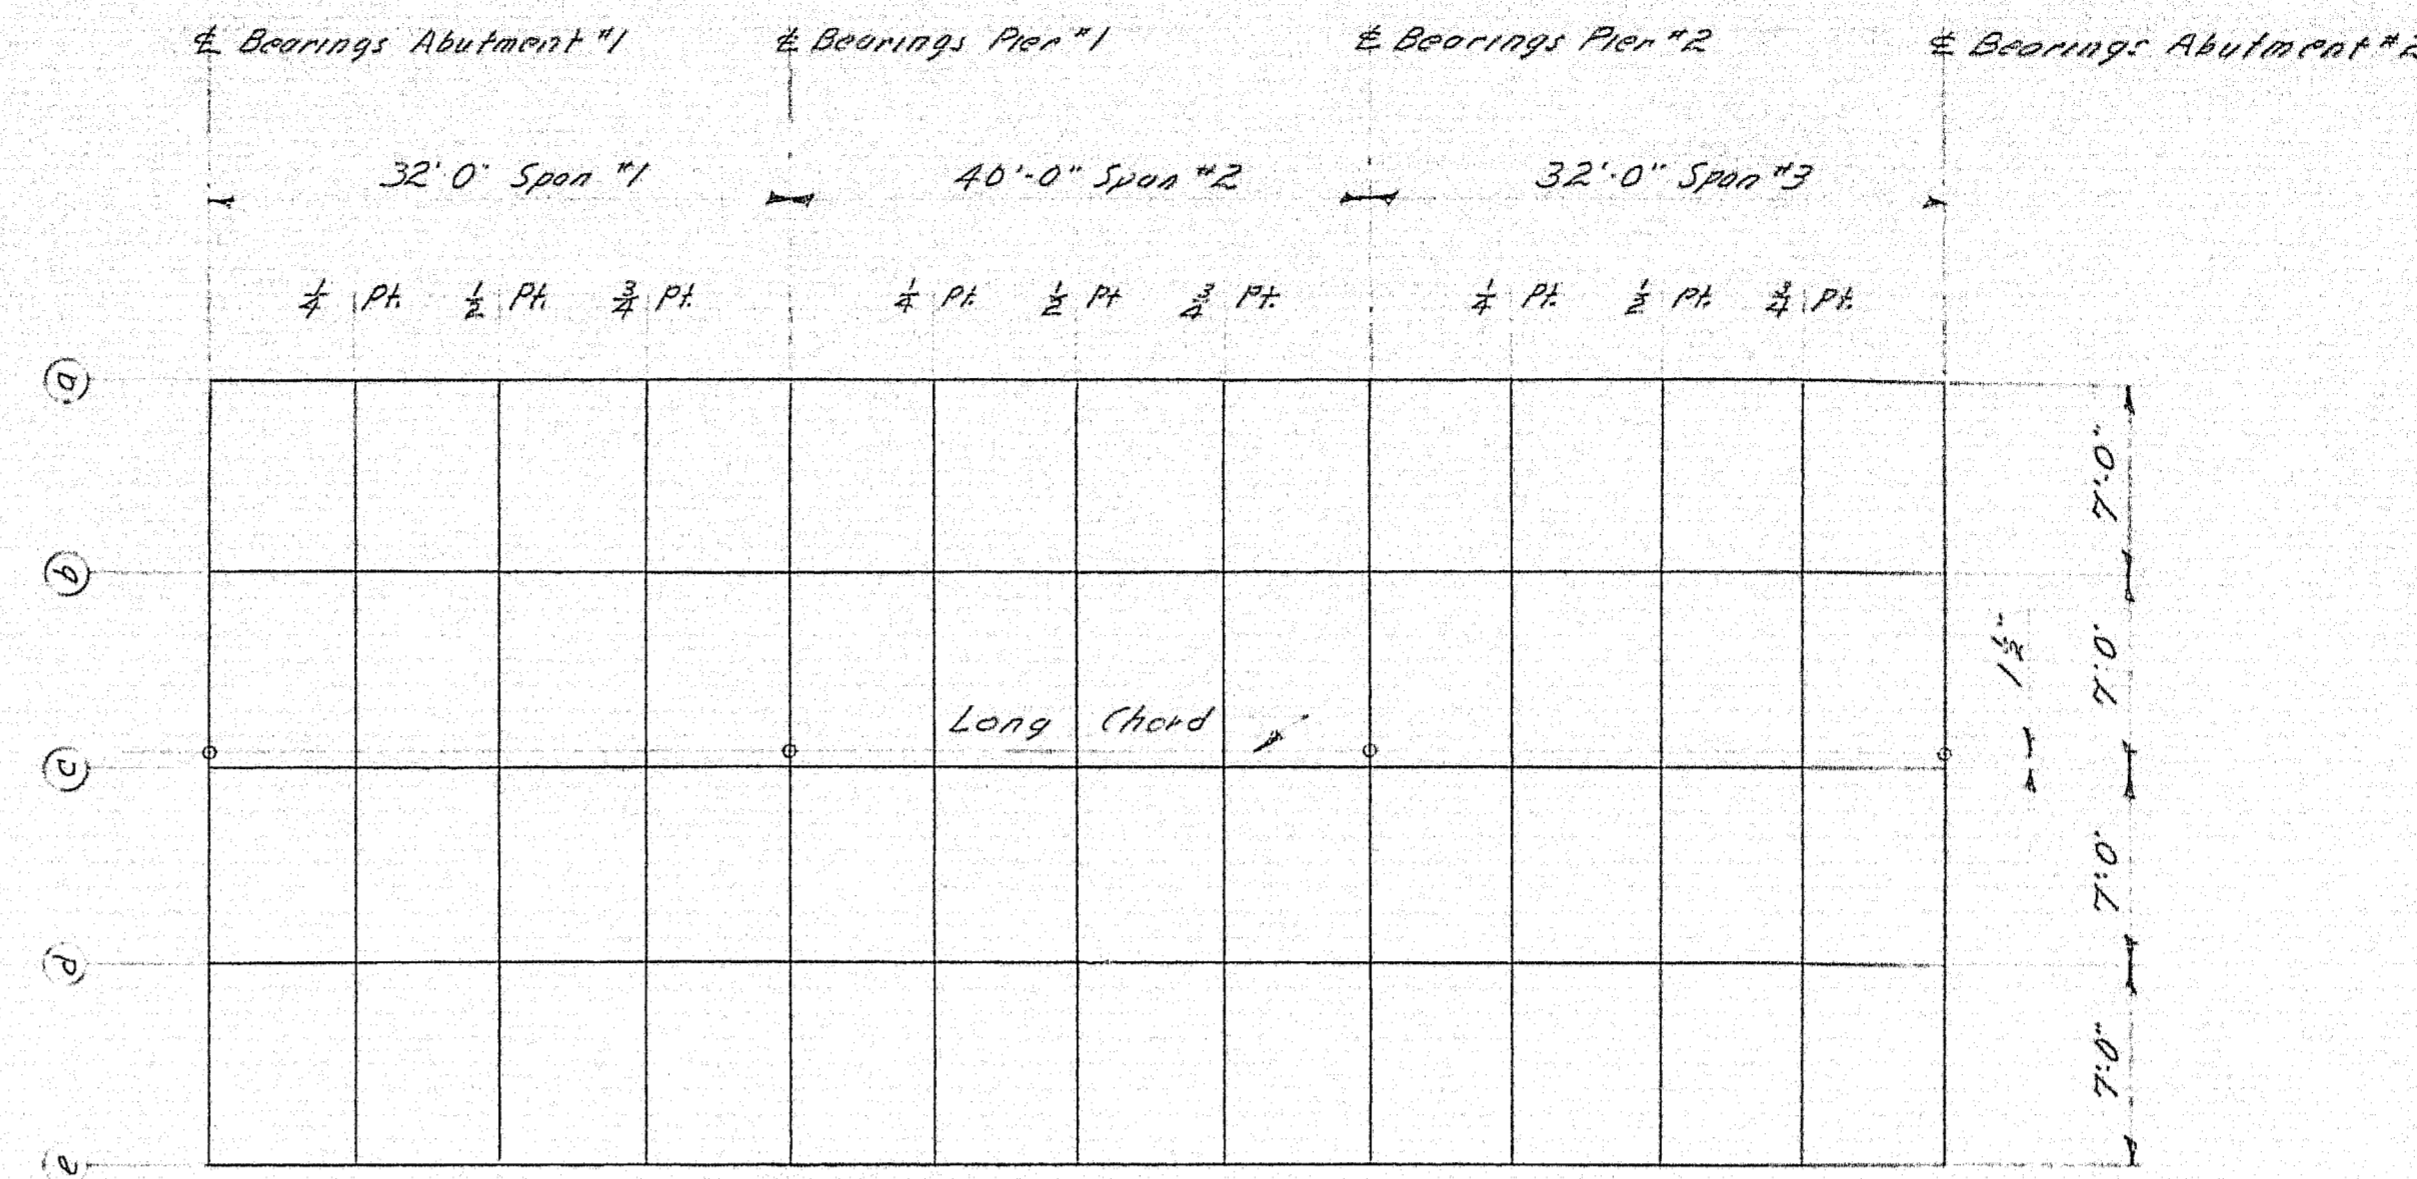 ℄ Bearings Abutment #1 ℄ Bearings Pier #1 ℄ Bearings Pier #2 ℄ Bearings Abutment #2
32'0" Span #1 40'-0" Span #2 32'-0" Span #3
1/4 Pt. 1/2 Pt. 3/4 Pt. 1/4 Pt. 1/2 Pt 3/4 Pt. 1/4 Pt. 1/2 Pt. 3/4 Pt.
a
7'-0"
b
1 1/2"
7'0"
Long Chord
c
7'-0"
d
7'-0"
e